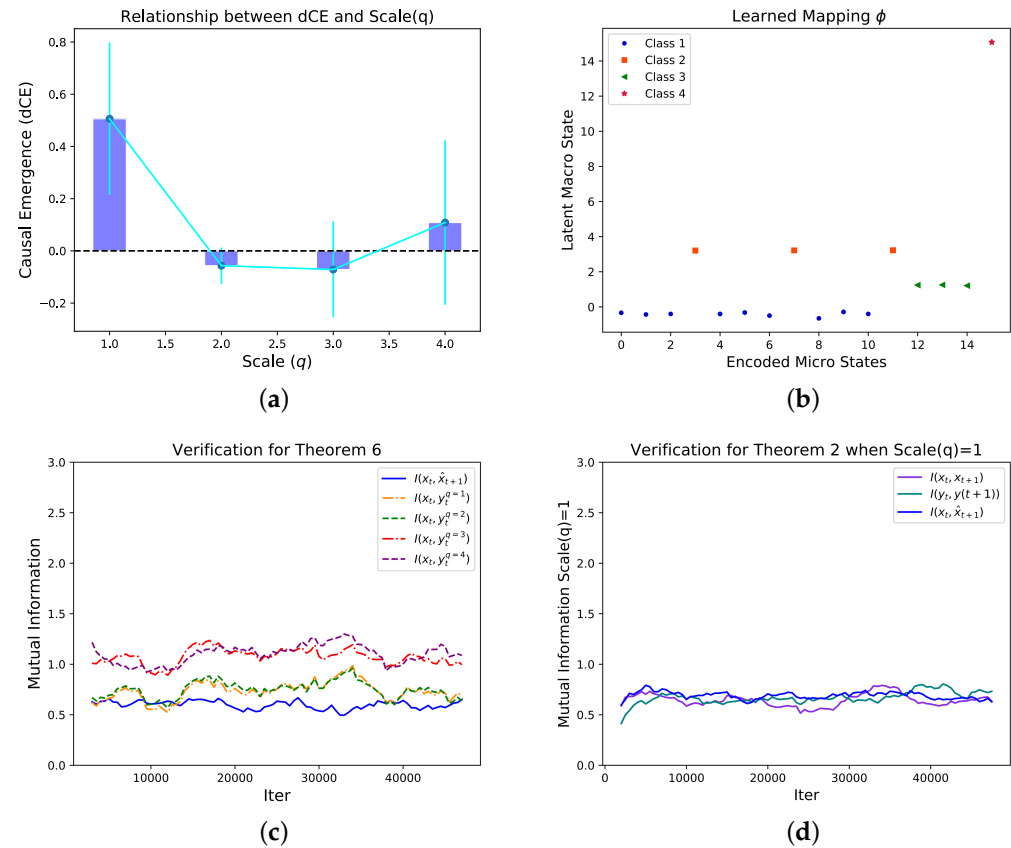 Relationship between dCE and Scale(q)
Causal Emergence (dCE)
0.8
0.6
0.4
0.2
0.0
−0.2
1.0 1.5 2.0 2.5 3.0 3.5 4.0
Scale (q)
(a)
Learned Mapping ϕ
Latent Macro State
14
12
10
8
6
4
2
0
Class 1
Class 2
Class 3
Class 4
0 2 4 6 8 10 12 14
Encoded Micro States
(b)
Verification for Theorem 6
Mutual Information
3.0
2.5
2.0
1.5
1.0
0.5
0.0
I(x_t, x̂_{t+1})
I(x_t, y_t^{q=1})
I(x_t, y_t^{q=2})
I(x_t, y_t^{q=3})
I(x_t, y_t^{q=4})
10000 20000 30000 40000
Iter
(c)
Verification for Theorem 2 when Scale(q)=1
Mutual Information Scale(q)=1
3.0
2.5
2.0
1.5
1.0
0.5
0.0
I(x_t, x_{t+1})
I(y_t, y(t+1))
I(x_t, x̂_{t+1})
0 10000 20000 30000 40000
Iter
(d)